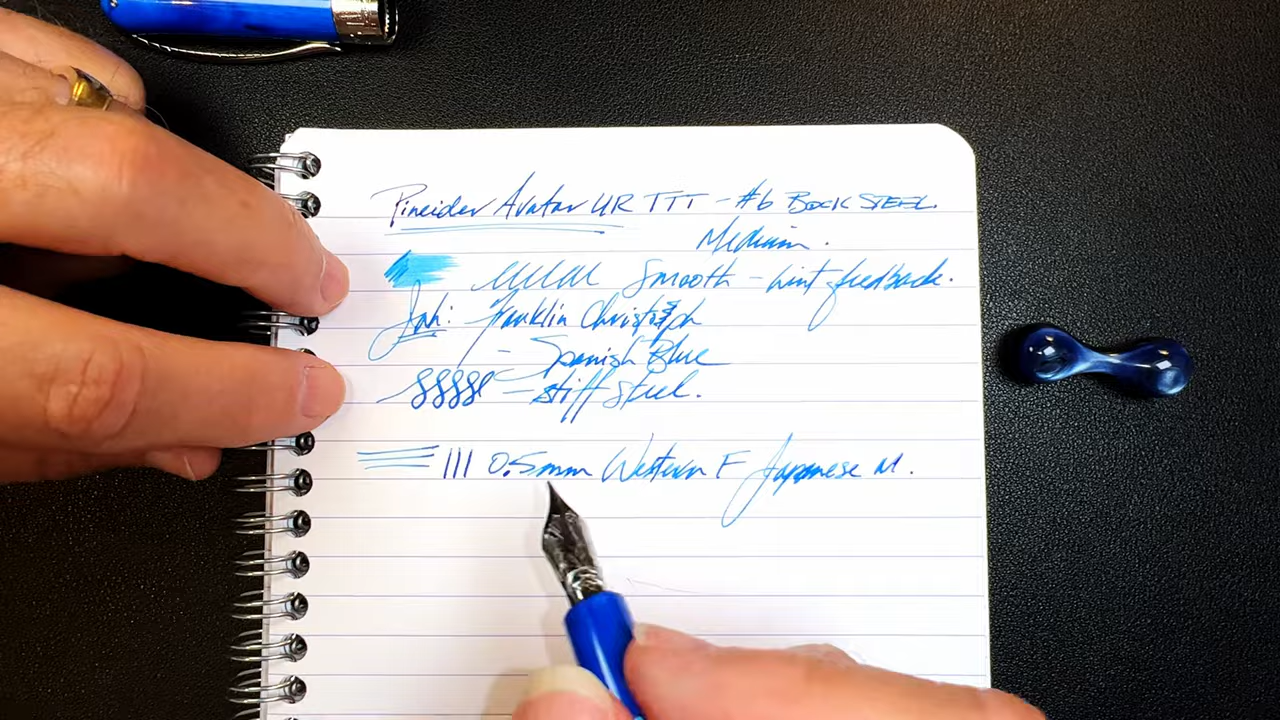 Pineider Avatar UR TTT - #6 BOCK STEEL
Medium.
Smooth - hint feedback.
Ink: Franklin Christoph
- Spanish Blue
- stiff steel.
0.5mm Western F Japanese M.